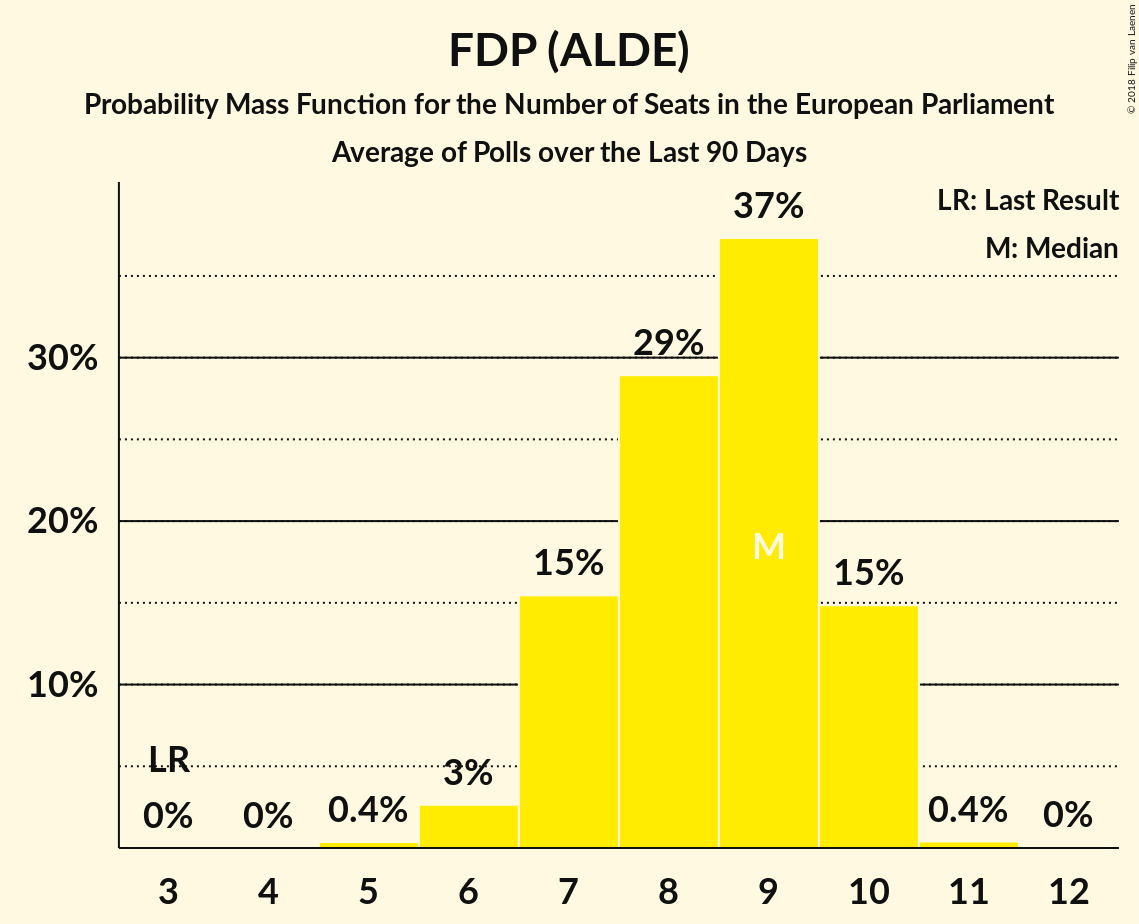 FDP (ALDE)
Probability Mass Function for the Number of Seats in the European Parliament
Average of Polls over the Last 90 Days
© 2018 Filip van Laenen
LR: Last Result
M: Median
37%
30%
29%
20%
M
15%
15%
10%
LR
3%
0% 0% 0.4% 0.4% 0%
3 4 5 6 7 8 9 10 11 12